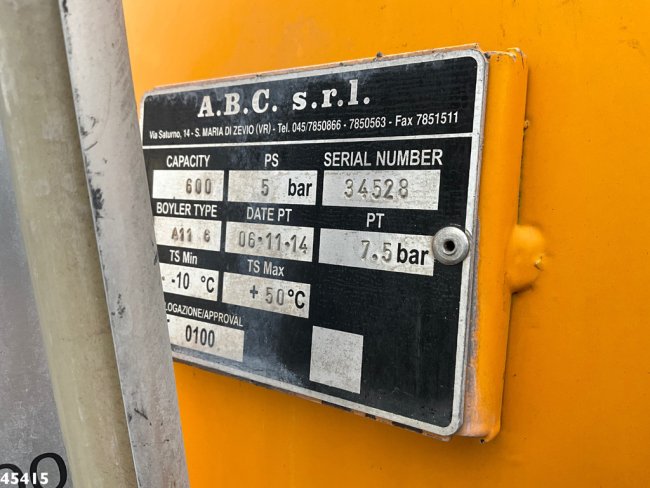 A.B.C. s.r.l.
Via Saturno, 14 - S. MARIA DI ZEVIO (VR) - Tel. 045/7850866 - 7850563 - Fax 7851511
CAPACITY PS SERIAL NUMBER
600 5 bar 34528
BOYLER TYPE DATE PT PT
A11 6 06-11-14 7.5 bar
TS Min TS Max
-10 °C +50°C
LOGAZIONE/APPROVAL
0100
45415